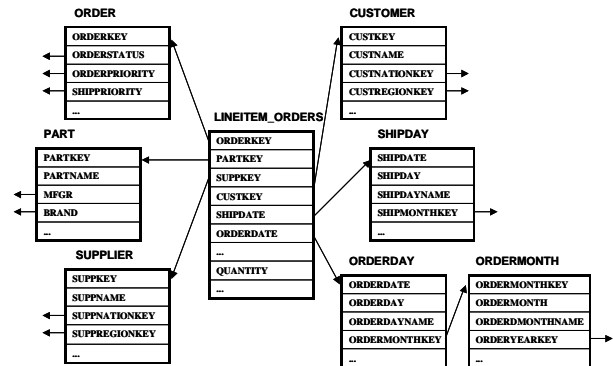 ORDER
ORDERKEY
ORDERSTATUS
ORDERPRIORITY
SHIPPRIORITY
...
CUSTOMER
CUSTKEY
CUSTNAME
CUSTNATIONKEY
CUSTREGIONKEY
...
LINEITEM_ORDERS
ORDERKEY
PARTKEY
SUPPKEY
CUSTKEY
SHIPDATE
ORDERDATE
...
QUANTITY
...
PART
PARTKEY
PARTNAME
MFGR
BRAND
...
SHIPDAY
SHIPDATE
SHIPDAY
SHIPDAYNAME
SHIPMONTHKEY
...
SUPPLIER
SUPPKEY
SUPPNAME
SUPPNATIONKEY
SUPPREGIONKEY
...
ORDERDAY
ORDERDATE
ORDERDAY
ORDERDAYNAME
ORDERMONTHKEY
...
ORDERMONTH
ORDERMONTHKEY
ORDERMONTH
ORDERDMONTHNAME
ORDERYEARKEY
...